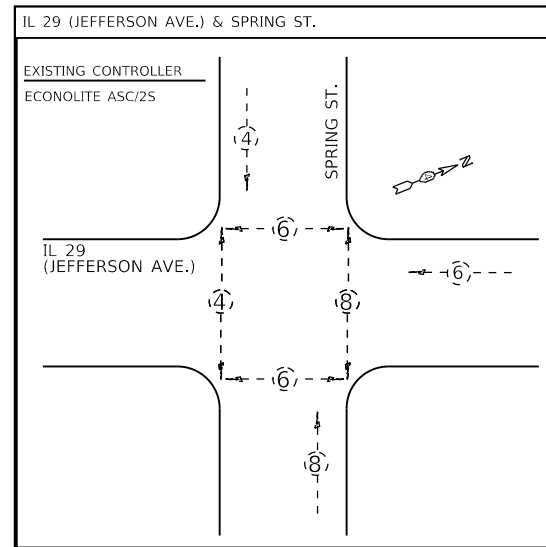 IL 29 (JEFFERSON AVE.) & SPRING ST.
EXISTING CONTROLLER
ECONOLITE ASC/2S
SPRING ST.
4
N
6
IL 29
(JEFFERSON AVE.)
6
4
8
6
8